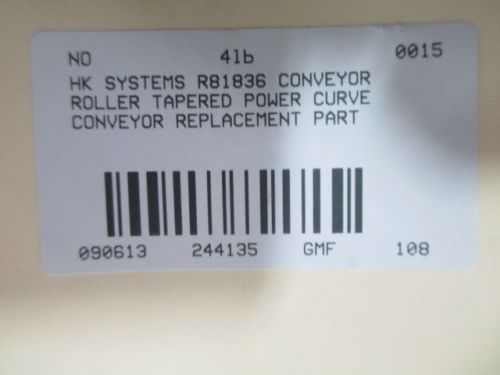 NO 4lb 0015
HK SYSTEMS R81836 CONVEYOR
ROLLER TAPERED POWER CURVE
CONVEYOR REPLACEMENT PART
090613 244135 GMF 108